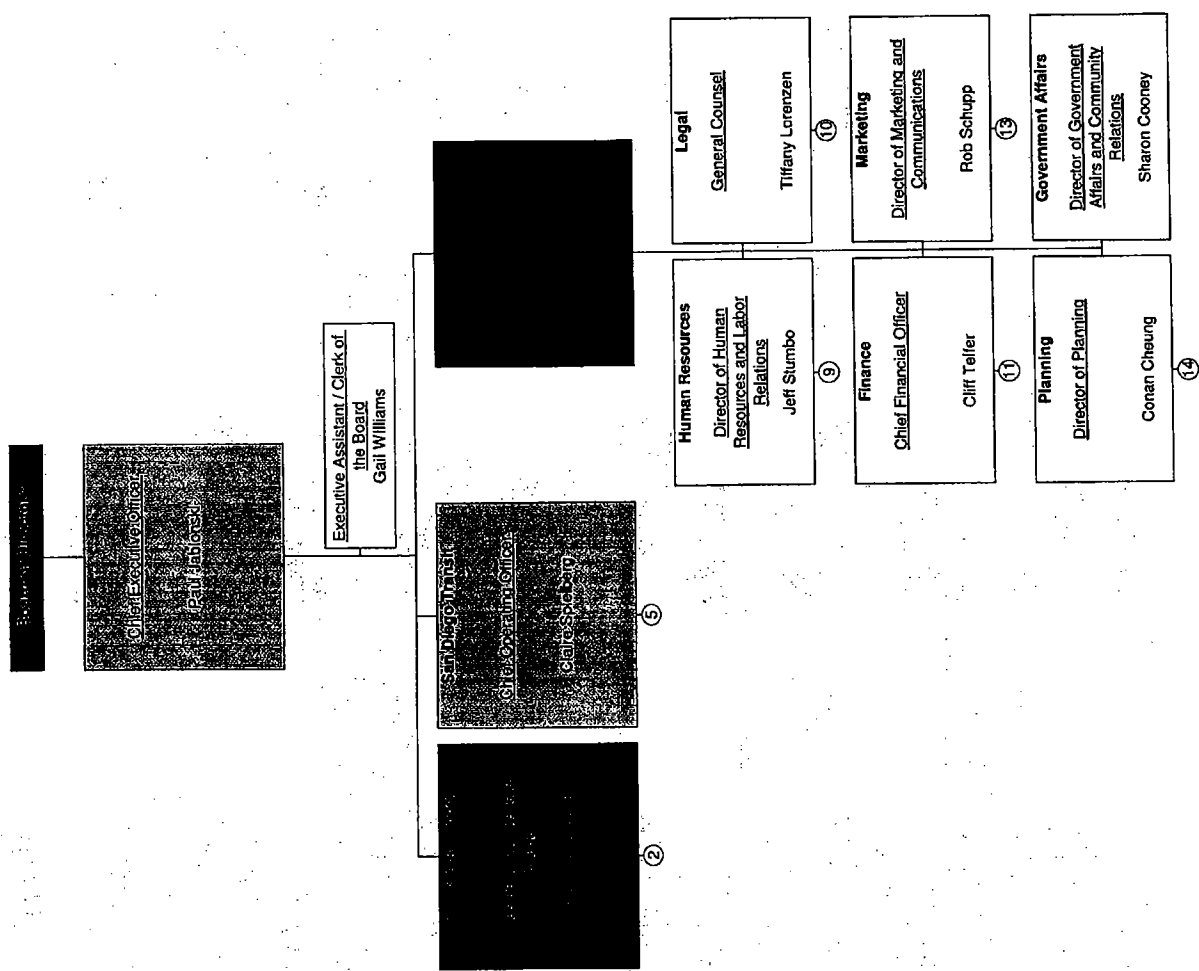 Chief Executive Officer
Paul Jablonski
Executive Assistant / Clerk of
the Board
Gail Williams
San Diego Transit
Chief Operating Officer
Claire Spielberg
2
5
Human Resources
Director of Human
Resources and Labor
Relations
Jeff Stumbo
9
Legal
General Counsel
Tiffany Lorenzen
10
Finance
Chief Financial Officer
Cliff Telfer
11
Marketing
Director of Marketing and
Communications
Rob Schupp
13
Planning
Director of Planning
Conan Cheung
14
Government Affairs
Director of Government
Affairs and Community
Relations
Sharon Cooney